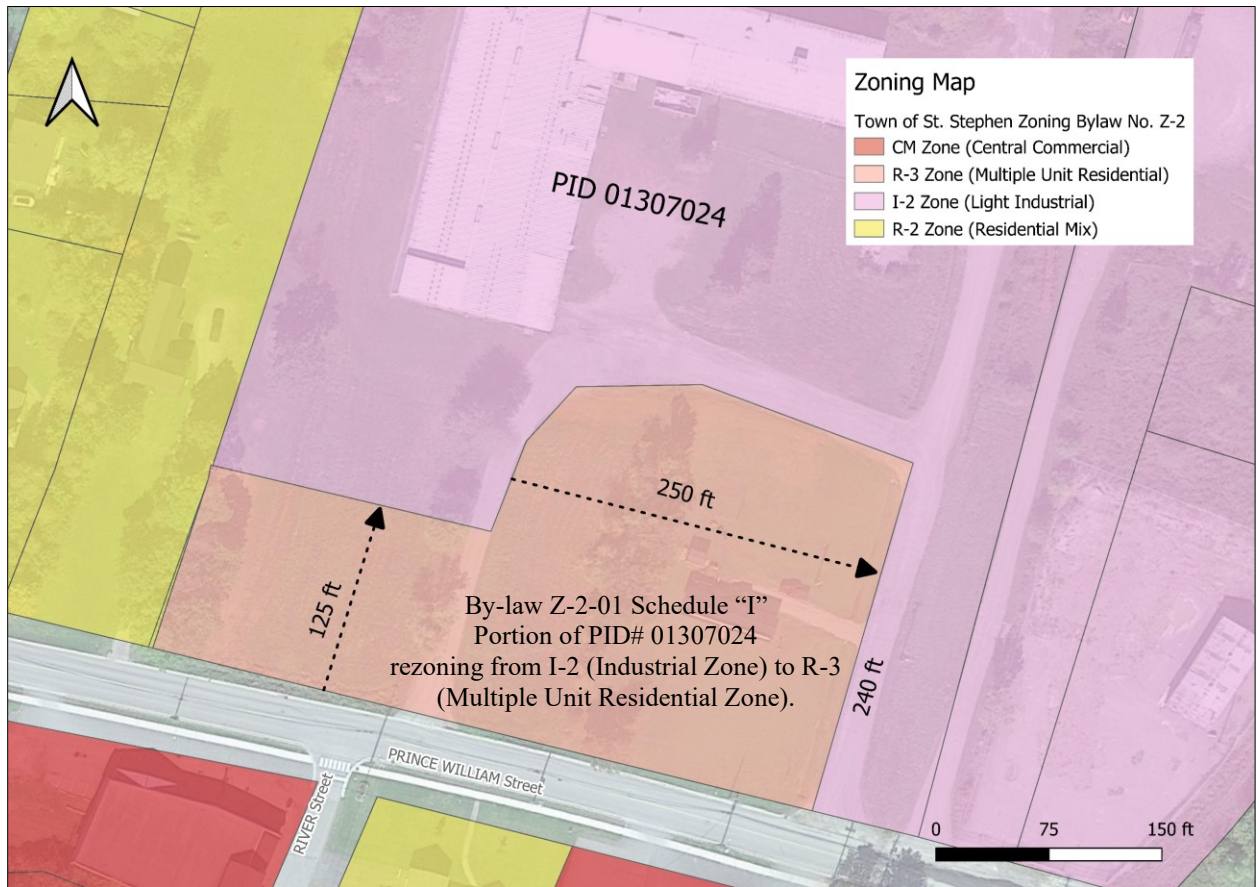 Zoning Map
Town of St. Stephen Zoning Bylaw No. Z-2
CM Zone (Central Commercial)
R-3 Zone (Multiple Unit Residential)
I-2 Zone (Light Industrial)
R-2 Zone (Residential Mix)
PID 01307024
250 ft
125 ft
By-law Z-2-01 Schedule “I”
Portion of PID# 01307024
rezoning from I-2 (Industrial Zone) to R-3
(Multiple Unit Residential Zone).
240 ft
PRINCE WILLIAM Street
RIVER Street
0 75 150 ft